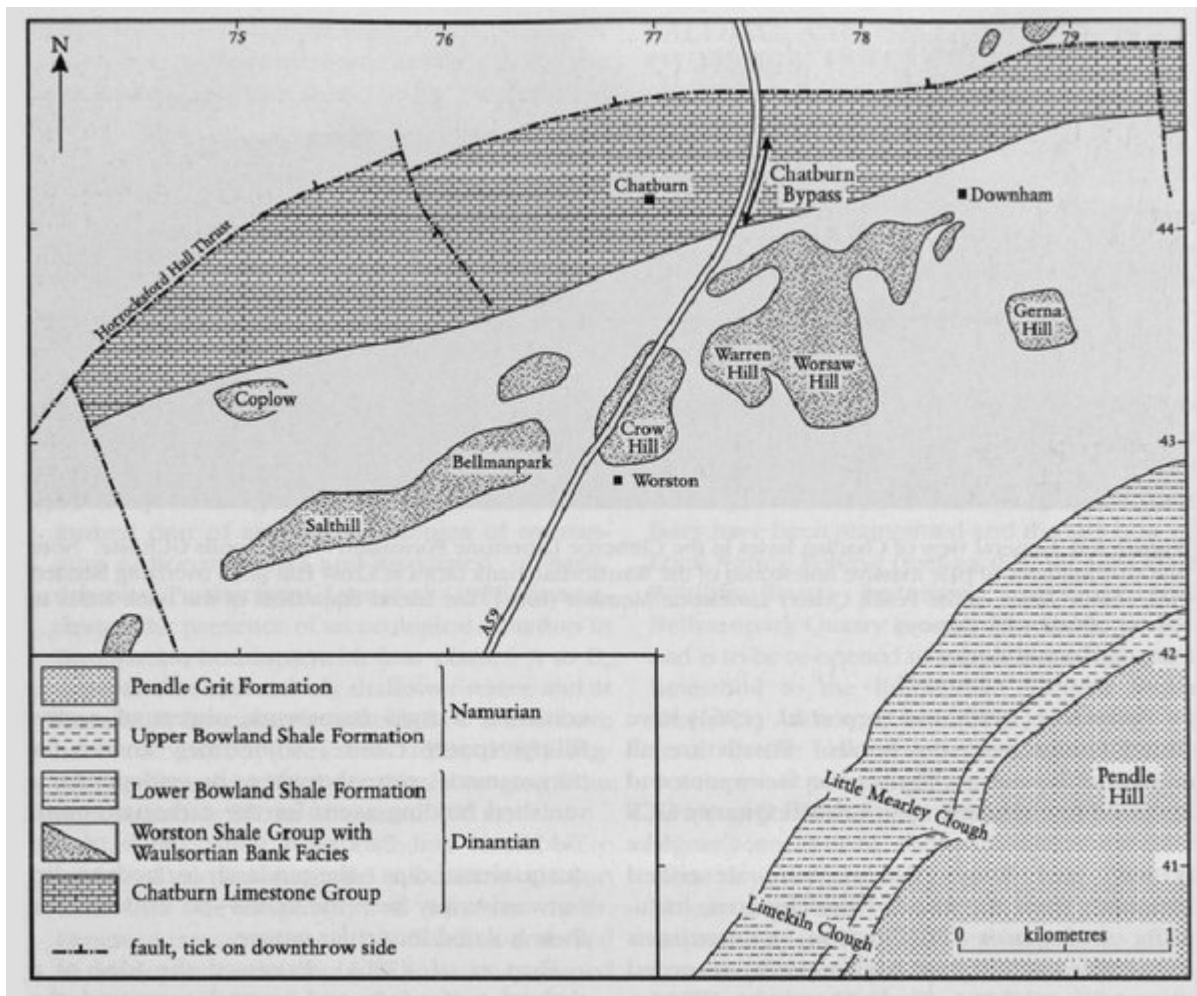 N
75
76
77
78
79
Horrocksford Hall Thrust
Chatburn
Chatburn
Bypass
Downham
44
Gerna
Hill
Warren
Hill
Worsaw
Hill
Coplow
Crow
Hill
43
Bellmanpark
Worston
Salthill
A59
42
Pendle Grit Formation
Namurian
Upper Bowland Shale Formation
Lower Bowland Shale Formation
Worston Shale Group with
Waulsortian Bank Facies
Dinantian
Chatburn Limestone Group
fault, tick on downthrow side
Little Mearley Clough
Pendle
Hill
41
Limekiln Clough
0 kilometres 1